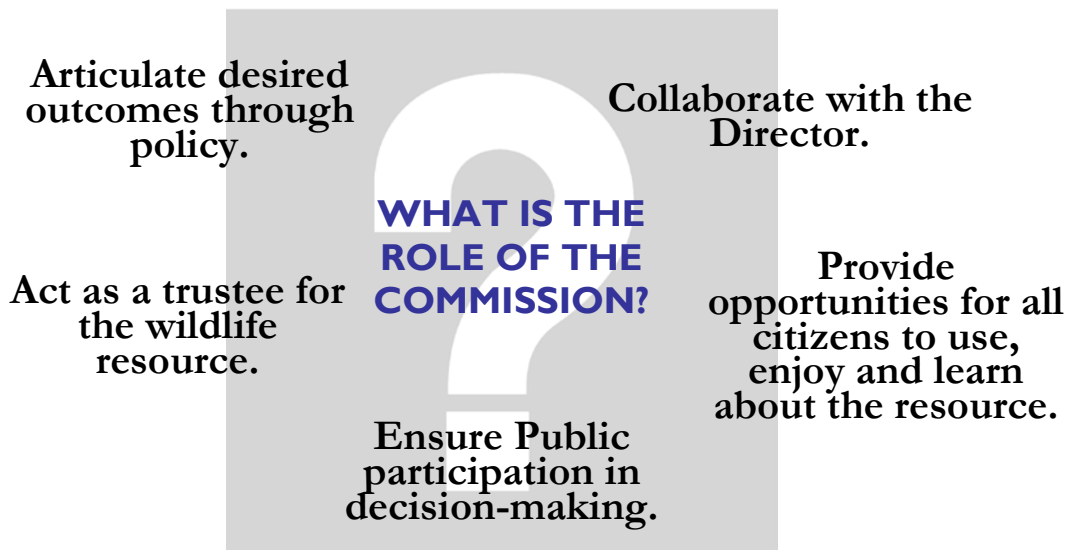 Articulate desired
outcomes through
policy.
Collaborate with the
Director.
WHAT IS THE
ROLE OF THE
COMMISSION?
Act as a trustee for
the wildlife
resource.
Provide
opportunities for all
citizens to use,
enjoy and learn
about the resource.
Ensure Public
participation in
decision-making.